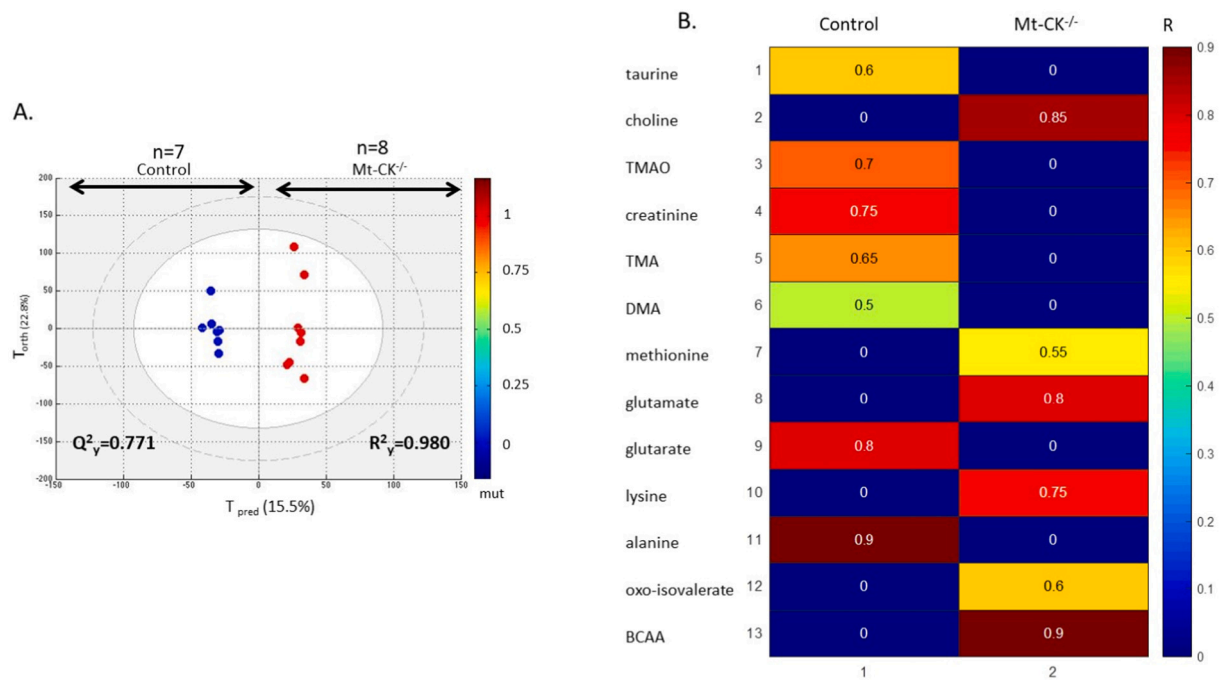 A.
n=7
Control
n=8
Mt-CK-/-
200
150
100
50
0
-50
-100
-150
-200
-150
-100
-50
0
50
100
150
T orth (22.8%)
T pred (15.5%)
Q²y=0.771
R²y=0.980
1
0.75
0.5
0.25
0
mut
B.
Control
Mt-CK-/-
R
taurine 1 0.6 0
choline 2 0 0.85
TMAO 3 0.7 0
creatinine 4 0.75 0
TMA 5 0.65 0
DMA 6 0.5 0
methionine 7 0 0.55
glutamate 8 0 0.8
glutarate 9 0.8 0
lysine 10 0 0.75
alanine 11 0.9 0
oxo-isovalerate 12 0 0.6
BCAA 13 0 0.9
1
2
0.9
0.8
0.7
0.6
0.5
0.4
0.3
0.2
0.1
0